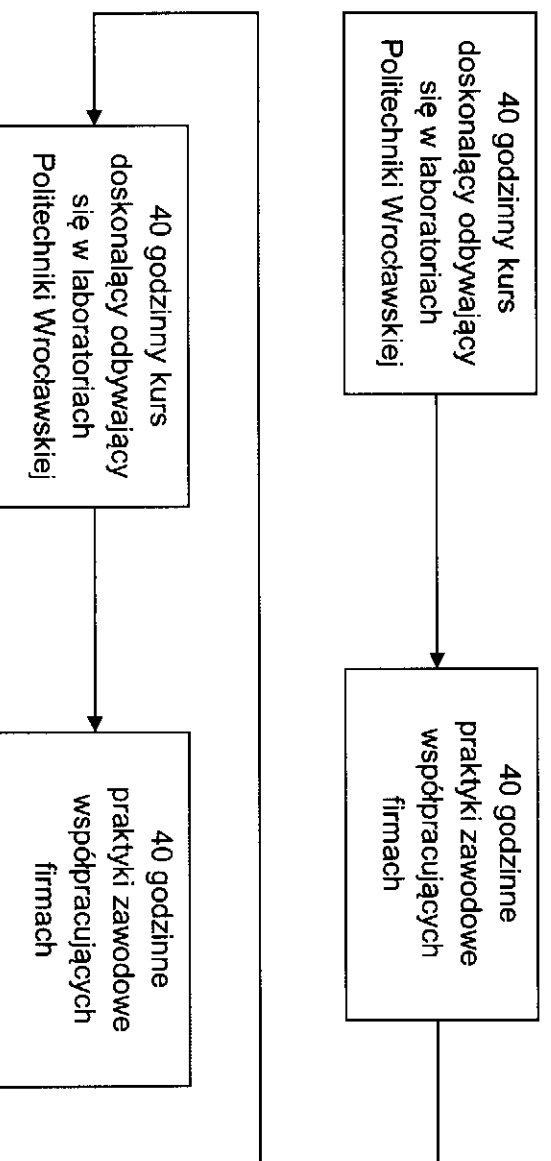 40 godzinny kurs
doskonalący odbywający
się w laboratoriach
Politechniki Wrocławskiej
40 godzinne
praktyki zawodowe
współpracujących
firmach
40 godzinny kurs
doskonalący odbywający
się w laboratoriach
Politechniki Wrocławskiej
40 godzinne
praktyki zawodowe
współpracujących
firmach